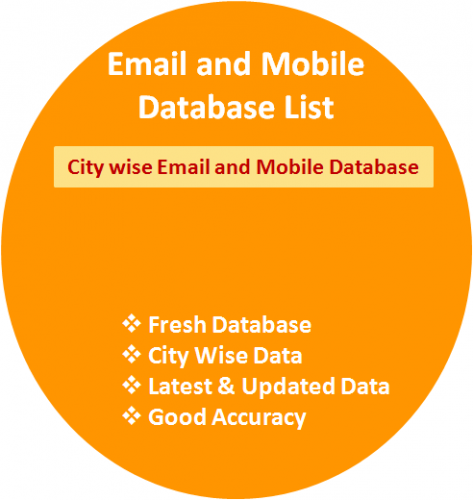 Email and Mobile
Database List
City wise Email and Mobile Database
❖ Fresh Database
❖ City Wise Data
❖ Latest & Updated Data
❖ Good Accuracy